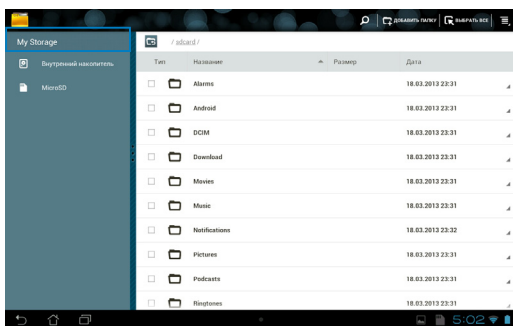 ДОБАВИТЬ ПАПКУ ВЫБРАТЬ ВСЕ
My Storage
Внутренний накопитель
MicroSD
/ sdcard /
Тип Название Размер Дата
Alarms 18.03.2013 23:31
Android 18.03.2013 23:31
DCIM 18.03.2013 23:31
Download 18.03.2013 23:31
Movies 18.03.2013 23:31
Music 18.03.2013 23:31
Notifications 18.03.2013 23:32
Pictures 18.03.2013 23:31
Podcasts 18.03.2013 23:31
Ringtones 18.03.2013 23:31
5:02